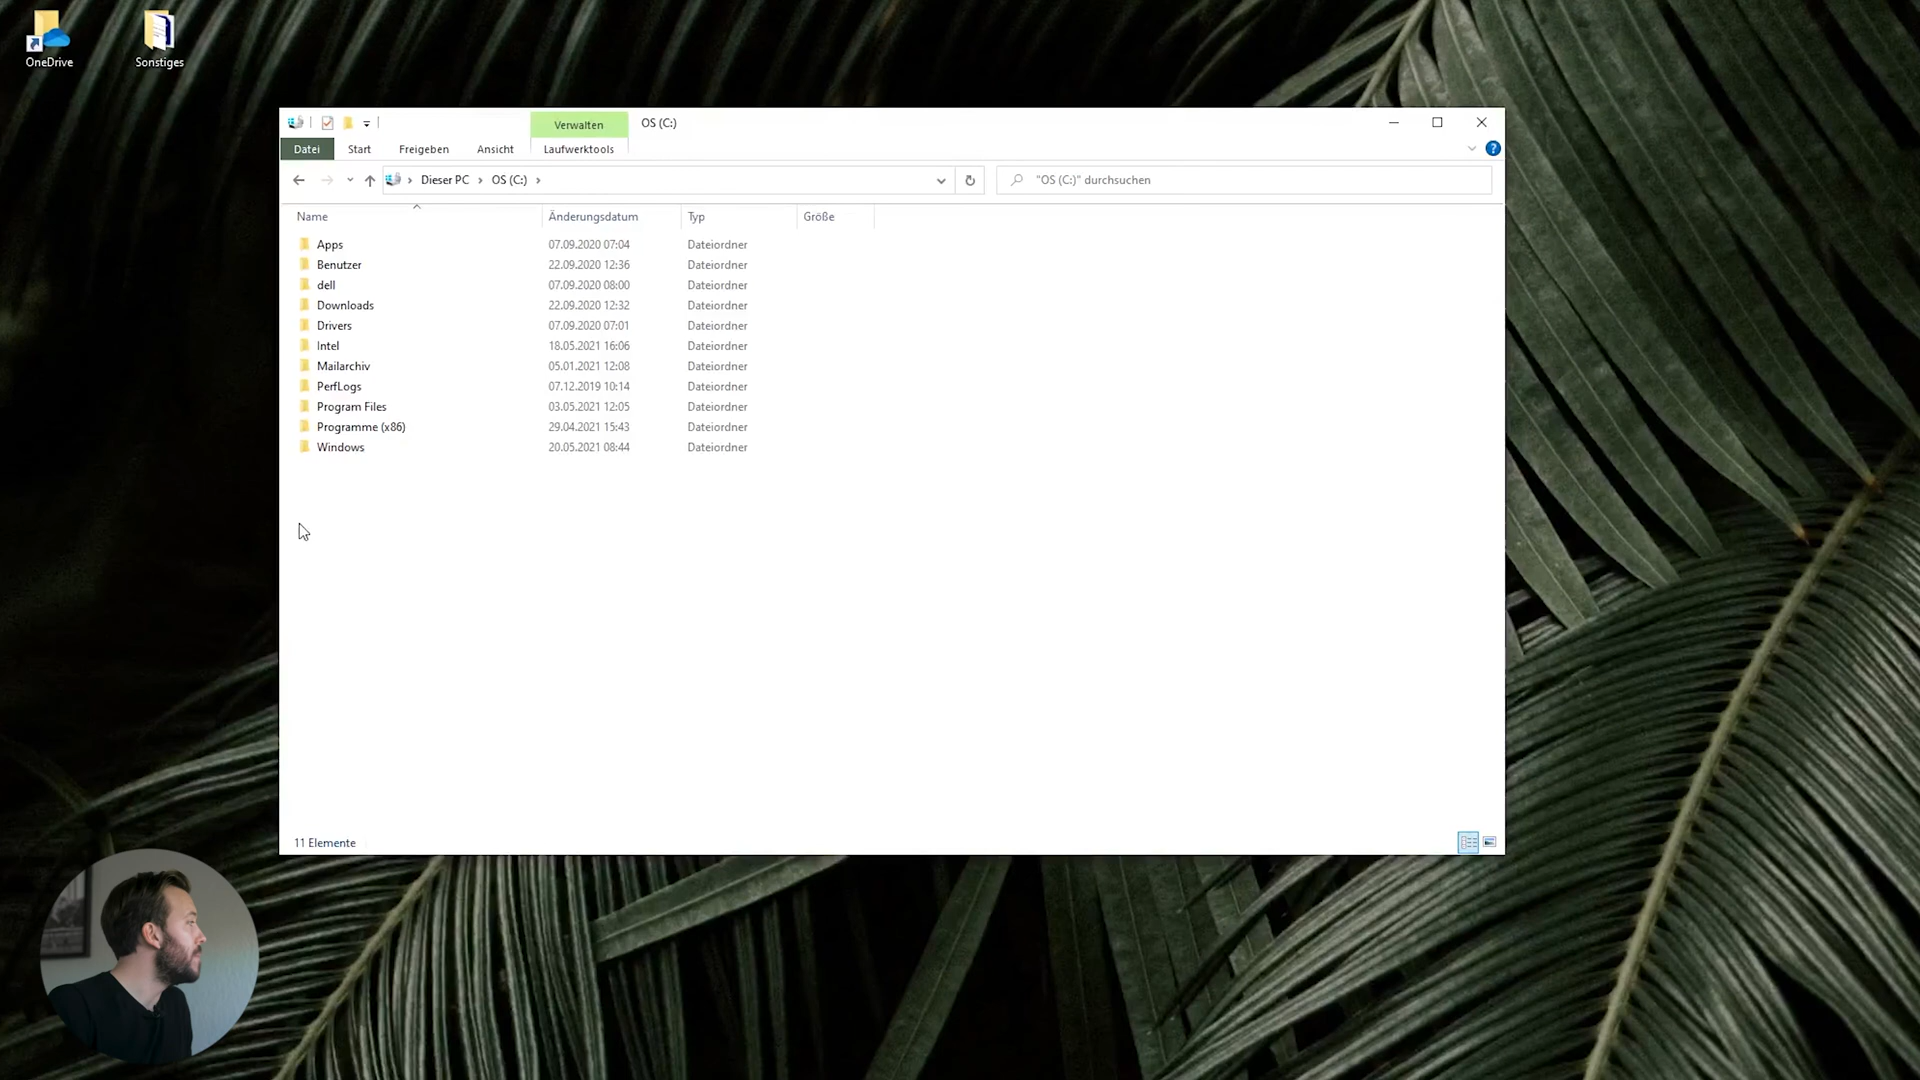 OneDrive
Sonstiges
Verwalten
OS (C:)
Datei
Start
Freigeben
Ansicht
Laufwerktools
Dieser PC
OS (C:)
"OS (C:)" durchsuchen
Name
Änderungsdatum
Typ
Größe
Apps 07.09.2020 07:04 Dateiordner
Benutzer 22.09.2020 12:36 Dateiordner
dell 07.09.2020 08:00 Dateiordner
Downloads 22.09.2020 12:32 Dateiordner
Drivers 07.09.2020 07:01 Dateiordner
Intel 18.05.2021 16:06 Dateiordner
Mailarchiv 05.01.2021 12:08 Dateiordner
PerfLogs 07.12.2019 10:14 Dateiordner
Program Files 03.05.2021 12:05 Dateiordner
Programme (x86) 29.04.2021 15:43 Dateiordner
Windows 20.05.2021 08:44 Dateiordner
11 Elemente